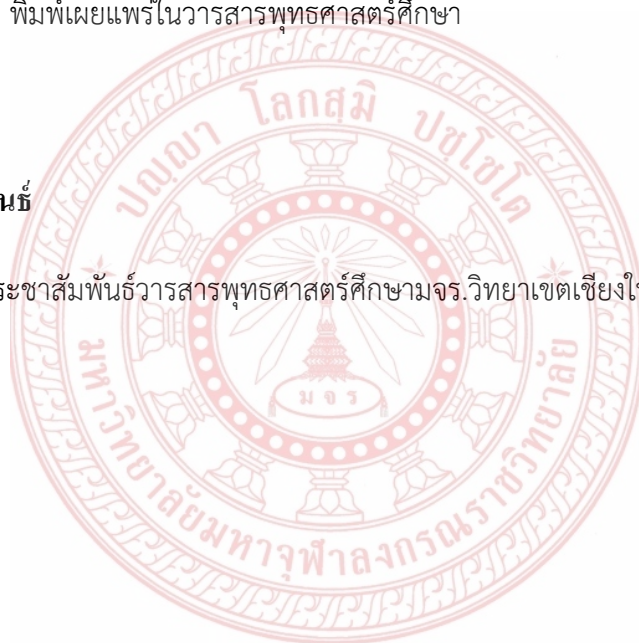 พิมพ์เผยแพร่ในวารสารพุทธศาสตร์ศึกษา
ปญฺญา โลกสฺมิ ปชฺโชโต
ระชาสัมพันธ์วารสารพุทธศาสตร์ศึกษามจร.วิทยาเขตเชียงให
ม จ ร
มหาวิทยาลัยมหาจุฬาลงกรณราชวิทยาลัย